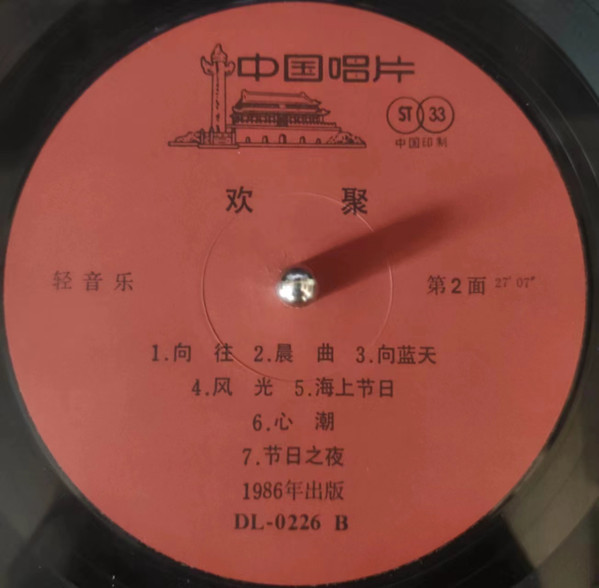 中国唱片
ST 33
中国印制
欢 聚
轻音乐
第2面 27′07″
1.向 往 2.晨 曲 3.向蓝天
4.风 光 5.海上节日
6.心 潮
7.节日之夜
1986年出版
DL-0226 B